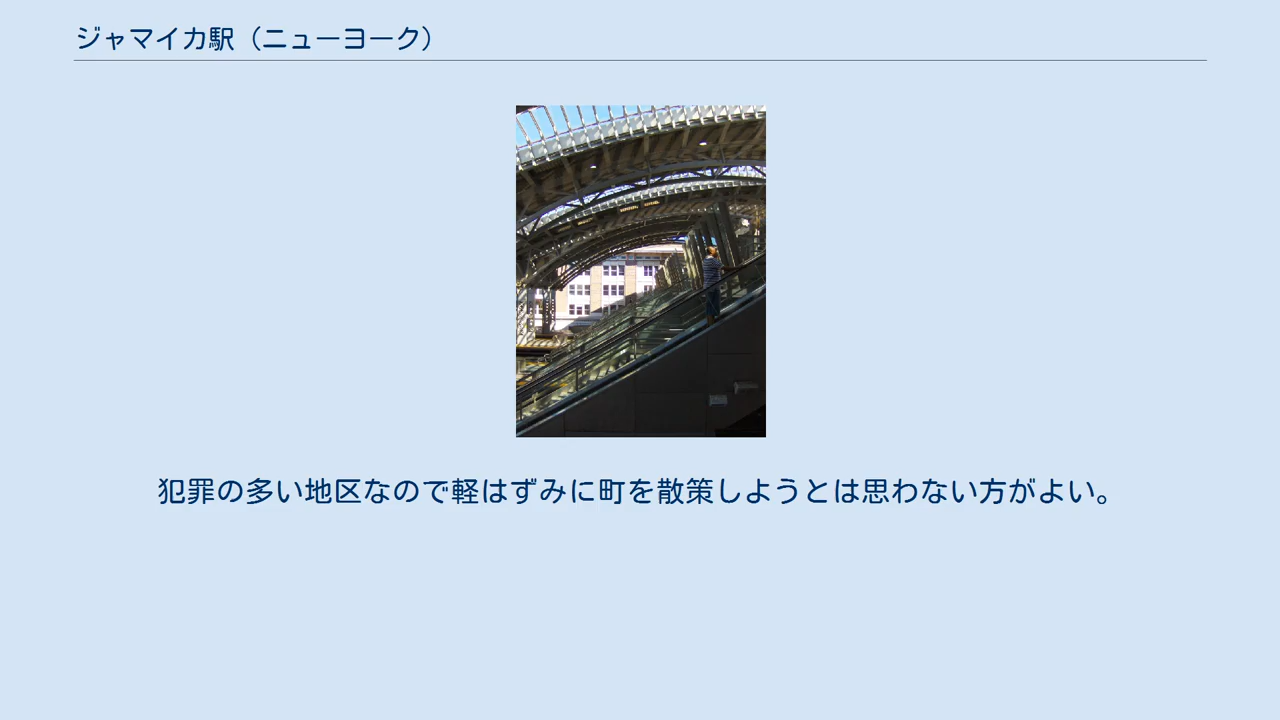 ジャマイカ駅（ニューヨーク）
犯罪の多い地区なので軽はずみに町を散策しようとは思わない方がよい。